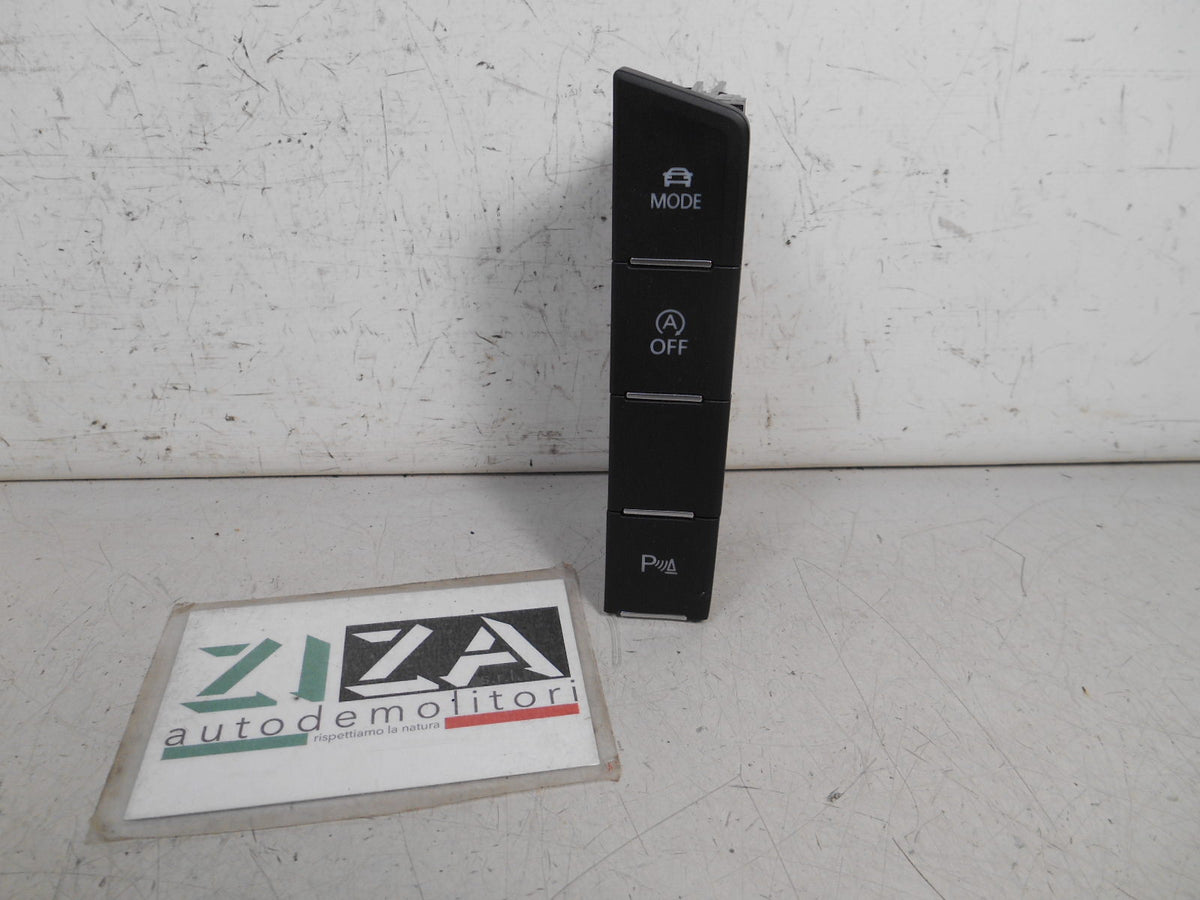 MODE
A
OFF
P
ZIZA
autodemolitori
rispettiamo la natura